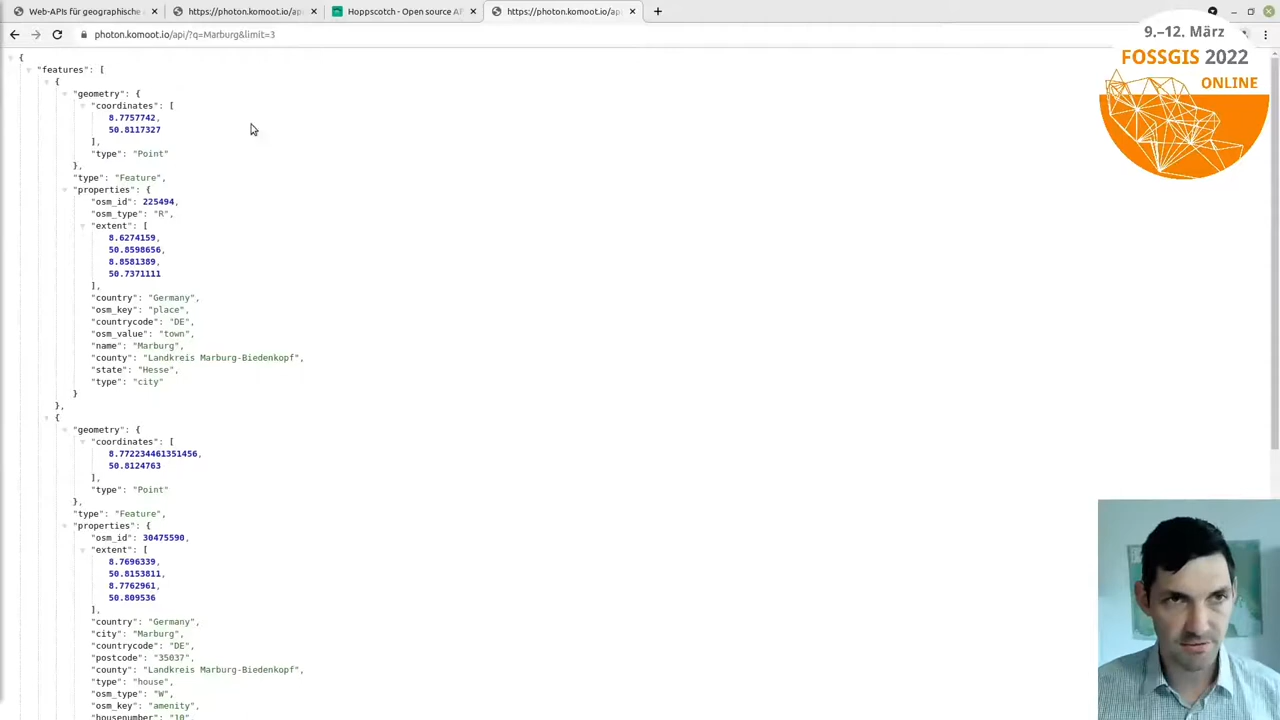 Web-APIs für geographische
https://photon.komoot.io/ap
Hoppscotch - Open source AP
https://photon.komoot.io/ap
photon.komoot.io/api/?q=Marburg&limit=3
9.–12. März
FOSSGIS 2022
ONLINE
{
"features": [
{
"geometry": {
"coordinates": [
8.7757742,
50.8117327
],
"type": "Point"
},
"type": "Feature",
"properties": {
"osm_id": 225494,
"osm_type": "R",
"extent": [
8.6274159,
50.8598656,
8.8581389,
50.7371111
],
"country": "Germany",
"osm_key": "place",
"countrycode": "DE",
"osm_value": "town",
"name": "Marburg",
"county": "Landkreis Marburg-Biedenkopf",
"state": "Hesse",
"type": "city"
}
},
{
"geometry": {
"coordinates": [
8.772234461351456,
50.8124763
],
"type": "Point"
},
"type": "Feature",
"properties": {
"osm_id": 30475590,
"extent": [
8.7696339,
50.8153811,
8.7762961,
50.809536
],
"country": "Germany",
"city": "Marburg",
"countrycode": "DE",
"postcode": "35037",
"county": "Landkreis Marburg-Biedenkopf",
"type": "house",
"osm_type": "W",
"osm_key": "amenity",
"housenumber": "10",